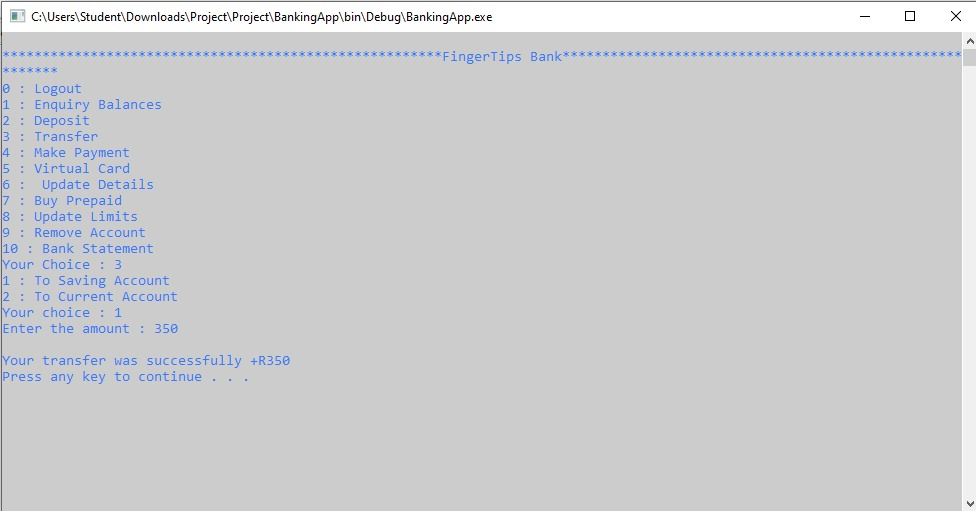 C:\Users\Student\Downloads\Project\Project\BankingApp\bin\Debug\BankingApp.exe
*******************************************************FingerTips Bank**************************************************
*******
0 : Logout
1 : Enquiry Balances
2 : Deposit
3 : Transfer
4 : Make Payment
5 : Virtual Card
6 :  Update Details
7 : Buy Prepaid
8 : Update Limits
9 : Remove Account
10 : Bank Statement
Your Choice : 3
1 : To Saving Account
2 : To Current Account
Your choice : 1
Enter the amount : 350
Your transfer was successfully +R350
Press any key to continue . . .